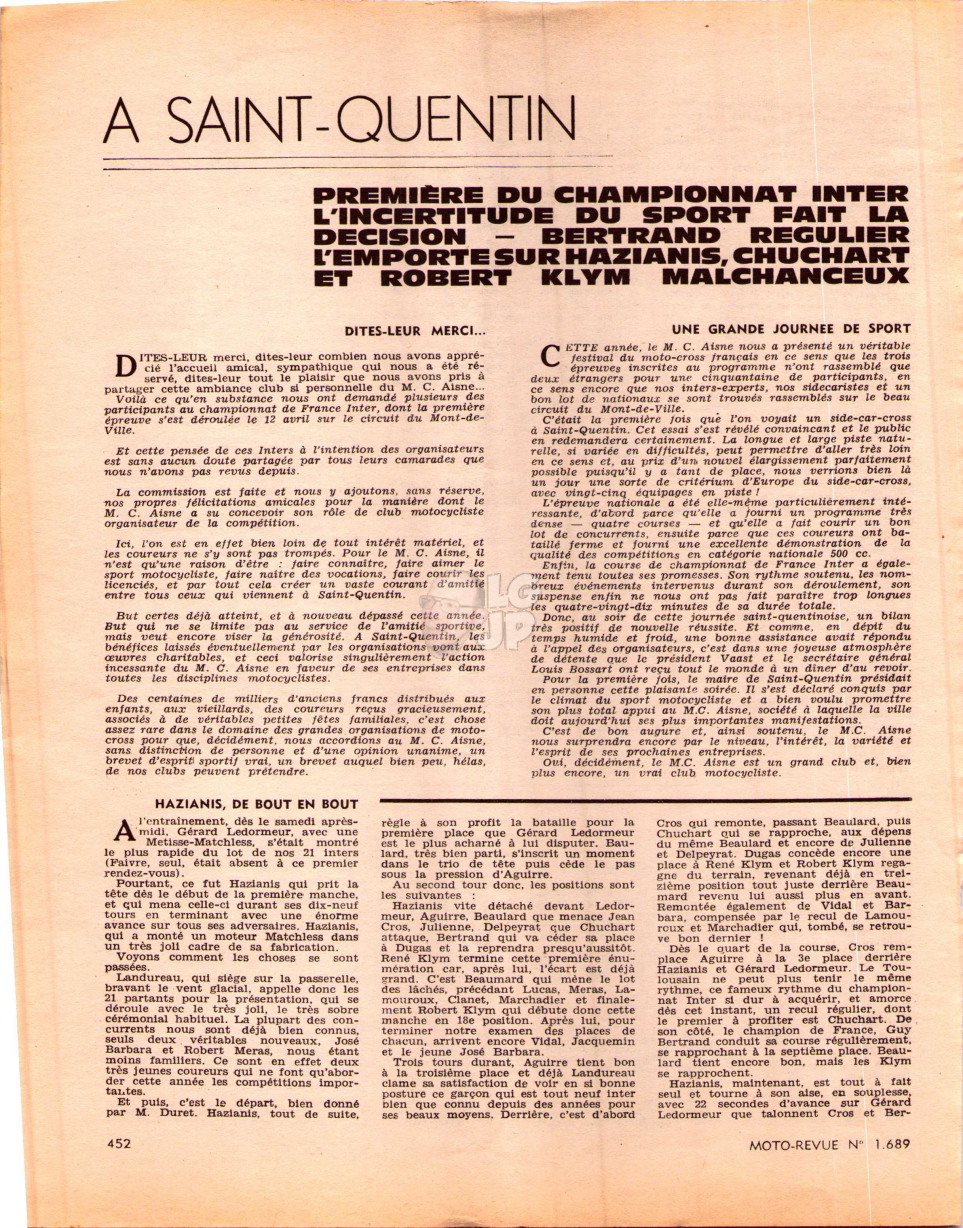 A SAINT-QUENTIN
PREMIÈRE DU CHAMPIONNAT INTER
L'INCERTITUDE DU SPORT FAIT LA
DECISION — BERTRAND REGULIER
L'EMPORTE SUR HAZIANIS, CHUCHART
ET ROBERT KLYM MALCHANCEUX
DITES-LEUR MERCI...
DITES-LEUR merci, dites-leur combien nous avons appré-
cié l'accueil amical, sympathique qui nous a été ré-
servé, dites-leur tout le plaisir que nous avons pris à
partager cette ambiance club si personnelle du M. C. Aisne...
Voilà ce qu'en substance nous ont demandé plusieurs des
participants au championnat de France Inter, dont la première
épreuve s'est déroulée le 12 avril sur le circuit du Mont-de-
Ville.
Et cette pensée de ces Inters à l'intention des organisateurs
est sans aucun doute partagée par tous leurs camarades que
nous n'avons pas revus depuis.
La commission est faite et nous y ajoutons, sans réserve,
nos propres félicitations amicales pour la manière dont le
M. C. Aisne a su concevoir son rôle de club motocycliste
organisateur de la compétition.
Ici, l'on est en effet bien loin de tout intérêt matériel, et
les coureurs ne s'y sont pas trompés. Pour le M. C. Aisne, il
n'est qu'une raison d'être : faire connaître, faire aimer le
sport motocycliste, faire naître des vocations, faire courir les
licenciés, et par tout cela créer un vaste courant d'amitié
entre tous ceux qui viennent à Saint-Quentin.
But certes déjà atteint, et à nouveau dépassé cette année.
But qui ne se limite pas au service de l'amitié sportive,
mais veut encore viser la générosité. A Saint-Quentin, les
bénéfices laissés éventuellement par les organisations vont aux
œuvres charitables, et ceci valorise singulièrement l'action
incessante du M. C. Aisne en faveur de ses entreprises dans
toutes les disciplines motocyclistes.
Des centaines de milliers d'anciens francs distribués aux
enfants, aux vieillards, des coureurs reçus gracieusement,
associés à de véritables petites fêtes familiales, c'est chose
assez rare dans le domaine des grandes organisations de moto-
cross pour que, décidément, nous accordions au M. C. Aisne,
sans distinction de personne et d'une opinion unanime, un
brevet d'esprit sportif vrai, un brevet auquel bien peu, hélas,
de nos clubs peuvent prétendre.
UNE GRANDE JOURNEE DE SPORT
CETTE année, le M. C. Aisne nous a présenté un véritable
festival du moto-cross français en ce sens que les trois
épreuves inscrites au programme n'ont rassemblé que
deux étrangers pour une cinquantaine de participants, en
ce sens encore que nos inters-experts, nos sidecaristes et un
bon lot de nationaux se sont trouvés rassemblés sur le beau
circuit du Mont-de-Ville.
C'était la première fois que l'on voyait un side-car-cross
à Saint-Quentin. Cet essai s'est révélé convaincant et le public
en redemandera certainement. La longue et large piste natu-
relle, si variée en difficultés, peut permettre d'aller très loin
en ce sens et, au prix d'un nouvel élargissement parfaitement
possible puisqu'il y a tant de place, nous verrions bien là
un jour une sorte de critérium d'Europe du side-car-cross,
avec vingt-cinq équipages en piste !
L'épreuve nationale a été elle-même particulièrement inté-
ressante, d'abord parce qu'elle a fourni un programme très
dense — quatre courses — et qu'elle a fait courir un bon
lot de concurrents, ensuite parce que ces coureurs ont ba-
taillé ferme et fourni une excellente démonstration de la
qualité des compétitions en catégorie nationale 500 cc.
Enfin, la course de championnat de France Inter a égale-
ment tenu toutes ses promesses. Son rythme soutenu, les nom-
breux événements intervenus durant son déroulement, son
suspense enfin ne nous ont pas fait paraître trop longues
les quatre-vingt-dix minutes de sa durée totale.
Donc, au soir de cette journée saint-quentinoise, un bilan
très positif de nouvelle réussite. Et comme, en dépit du
temps humide et froid, une bonne assistance avait répondu
à l'appel des organisateurs, c'est dans une joyeuse atmosphère
de détente que le président Vaast et le secrétaire général
Louis Bossart ont reçu tout le monde à un dîner d'au revoir.
Pour la première fois, le maire de Saint-Quentin présidait
en personne cette plaisante soirée. Il s'est déclaré conquis par
le climat du sport motocycliste et a bien voulu promettre
son plus total appui au M.C. Aisne, société à laquelle la ville
doit aujourd'hui ses plus importantes manifestations.
C'est de bon augure et, ainsi soutenu, le M.C. Aisne
nous surprendra encore par le niveau, l'intérêt, la variété et
l'esprit de ses prochaines entreprises.
Oui, décidément, le M.C. Aisne est un grand club et, bien
plus encore, un vrai club motocycliste.
HAZIANIS, DE BOUT EN BOUT
A l'entraînement, dès le samedi après-
midi, Gérard Ledormeur, avec une
Metisse-Matchless, s'était montré
le plus rapide du lot de nos 21 inters
(Faivre, seul, était absent à ce premier
rendez-vous).
Pourtant, ce fut Hazianis qui prit la
tête dès le début de la première manche,
et qui mena celle-ci durant ses dix-neuf
tours en terminant avec une énorme
avance sur tous ses adversaires. Hazianis,
qui a monté un moteur Matchless dans
un très joli cadre de sa fabrication.
Voyons comment les choses se sont
passées.
Landureau, qui siège sur la passerelle,
bravant le vent glacial, appelle donc les
21 partants pour la présentation, qui se
déroule avec le très joli, le très sobre
cérémonial habituel. La plupart des con-
currents nous sont déjà bien connus,
seuls deux véritables nouveaux, José
Barbara et Robert Meras, nous étant
moins familiers. Ce sont en effet deux
très jeunes coureurs qui ne font qu'abor-
der cette année les compétitions impor-
tantes.
Et puis, c'est le départ, bien donné
par M. Duret. Hazianis, tout de suite,
règle à son profit la bataille pour la
première place que Gérard Ledormeur
est le plus acharné à lui disputer. Bau-
lard, très bien parti, s'inscrit un moment
dans le trio de tête puis cède le pas
sous la pression d'Aguirre.
Au second tour donc, les positions sont
les suivantes :
Hazianis vite détaché devant Ledor-
meur, Aguirre, Beaulard que menace Jean
Cros, Julienne, Delpeyrat que Chuchart
attaque, Bertrand qui va céder sa place
à Dugas et la reprendra presqu'aussitôt.
René Klym termine cette première énu-
mération car, après lui, l'écart est déjà
grand. C'est Beaumard qui mène le lot
des lâchés, précédant Lucas, Meras, La-
mouroux, Clanet, Marchadier et finale-
ment Robert Klym qui débute donc cette
manche en 18e position. Après lui, pour
terminer notre examen des places de
chacun, arrivent encore Vidal, Jacquemin
et le jeune José Barbara.
Trois tours durant, Aguirre tient bon
à la troisième place et déjà Landureau
clame sa satisfaction de voir en si bonne
posture ce garçon qui est tout neuf inter
bien que connu depuis des années pour
ses beaux moyens. Derrière, c'est d'abord
Cros qui remonte, passant Beaulard, puis
Chuchart qui se rapproche, aux dépens
du même Beaulard et encore de Julienne
et Delpeyrat. Dugas concède encore une
place à René Klym et Robert Klym rega-
gne du terrain, revenant déjà en trei-
zième position tout juste derrière Beau-
mard revenu lui aussi plus en avant.
Remontée également de Vidal et Bar-
bara, compensée par le recul de Lamou-
roux et Marchadier qui, tombé, se retrou-
ve bon dernier !
Dès le quart de la course, Cros rem-
place Aguirre à la 3e place derrière
Hazianis et Gérard Ledormeur. Le Tou-
lousain ne peut plus tenir le même
rythme, ce fameux rythme du champion-
nat Inter si dur à acquérir, et amorce
dès cet instant, un recul régulier, dont
le premier à profiter est Chuchart. De
son côté, le champion de France, Guy
Bertrand conduit sa course régulièrement,
se rapprochant à la septième place. Beau-
lard tient encore bon, mais les Klym
se rapprochent.
Hazianis, maintenant, est tout à fait
seul et tourne à son aise, en souplesse,
avec 22 secondes d'avance sur Gérard
Ledormeur que talonnent Cros et Ber-
452
MOTO-REVUE N° 1.689